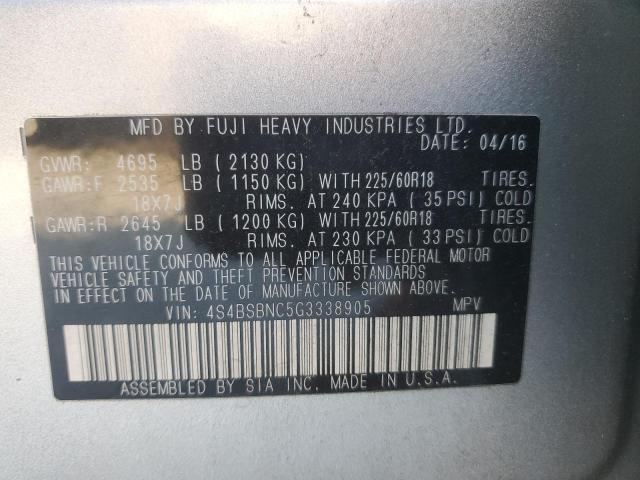 MFD BY FUJI HEAVY INDUSTRIES LTD.
DATE: 04/16
GVWR: 4695 LB ( 2130 KG)
GAWR:F 2535 LB ( 1150 KG) WITH 225/60R18 TIRES.
18X7J RIMS. AT 240 KPA ( 35 PSI) COLD
GAWR:R 2645 LB ( 1200 KG) WITH 225/60R18 TIRES.
18X7J RIMS. AT 230 KPA ( 33 PSI) COLD
THIS VEHICLE CONFORMS TO ALL APPLICABLE FEDERAL MOTOR
VEHICLE SAFETY AND THEFT PREVENTION STANDARDS
IN EFFECT ON THE DATE OF MANUFACTURE SHOWN ABOVE.
VIN: 4S4BSBNC5G3338905 MPV
ASSEMBLED BY SIA INC. MADE IN U.S.A.